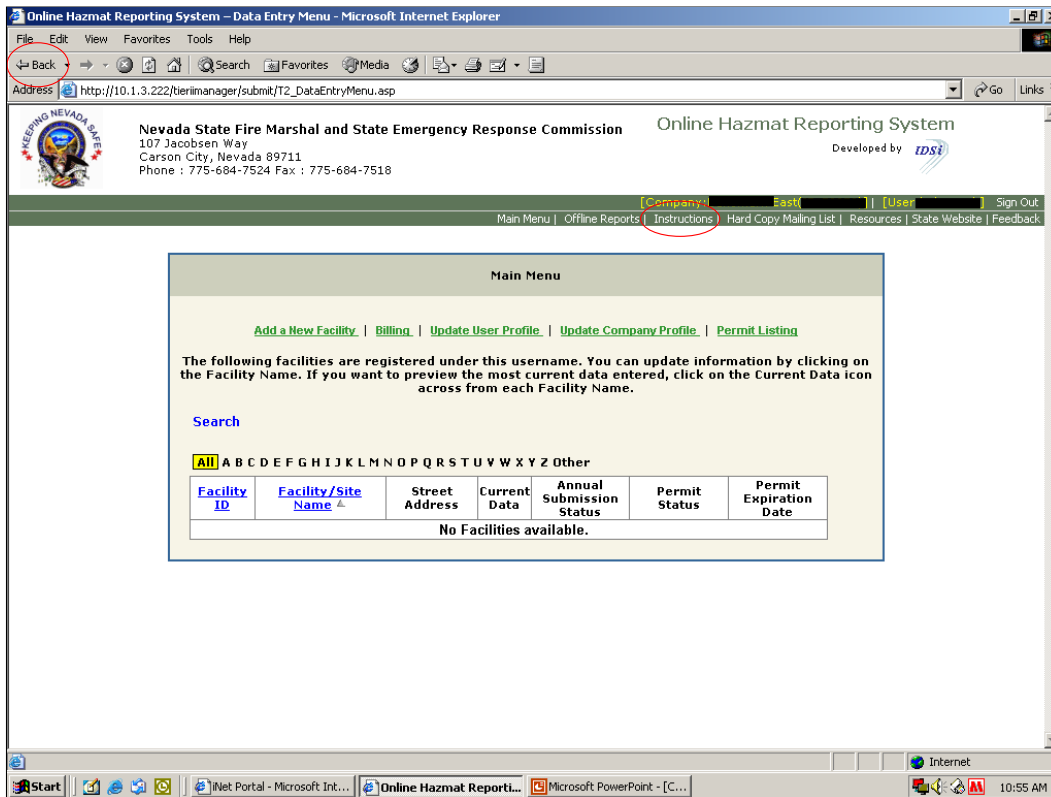 Online Hazmat Reporting System – Data Entry Menu - Microsoft Internet Explorer
File Edit View Favorites Tools Help
Back Search Favorites Media
Address http://10.1.3.222/tieriimanager/submit/T2_DataEntryMenu.asp Go Links
KEEPING NEVADA SAFE
Nevada State Fire Marshal and State Emergency Response Commission
107 Jacobsen Way
Carson City, Nevada 89711
Phone : 775-684-7524 Fax : 775-684-7518
Online Hazmat Reporting System
Developed by IDSi
[Company: East( )] | [User ] Sign Out
Main Menu | Offline Reports | Instructions | Hard Copy Mailing List | Resources | State Website | Feedback
Main Menu
Add a New Facility | Billing | Update User Profile | Update Company Profile | Permit Listing
The following facilities are registered under this username. You can update information by clicking on
the Facility Name. If you want to preview the most current data entered, click on the Current Data icon
across from each Facility Name.
Search
All A B C D E F G H I J K L M N O P Q R S T U V W X Y Z Other
Facility ID Facility/Site Name Street Address Current Data Annual Submission Status Permit Status Permit Expiration Date
No Facilities available.
Internet
Start iNet Portal - Microsoft Int... Online Hazmat Reporti... Microsoft PowerPoint - [C... 10:55 AM